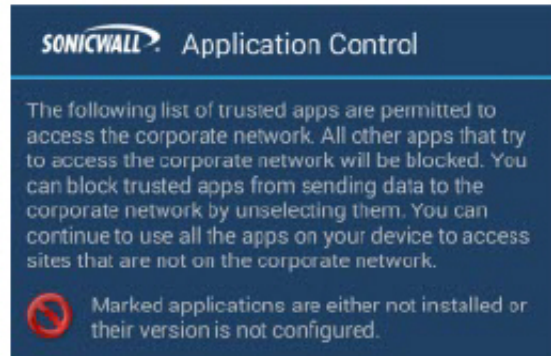 SONICWALL Application Control
The following list of trusted apps are permitted to
access the corporate network. All other apps that try
to access the corporate network will be blocked. You
can block trusted apps from sending data to the
corporate network by unselecting them. You can
continue to use all the apps on your device to access
sites that are not on the corporate network.
Marked applications are either not installed or
their version is not configured.